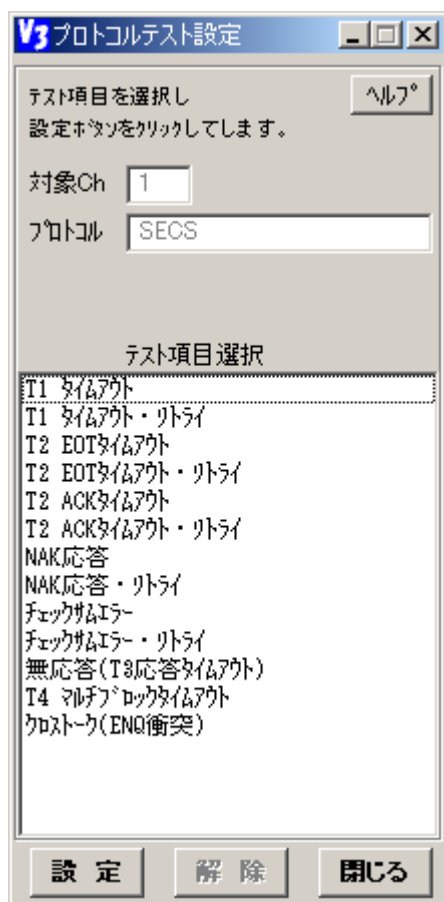 V3 プロトコルテスト設定
ﾃｽﾄ項目を選択し
設定ﾎﾞﾀﾝをｸﾘｯｸしてします。
ﾍﾙﾌﾟ
対象Ch 1
ﾌﾟﾛﾄｺﾙ SECS
ﾃｽﾄ項目選択
T1 ﾀｲﾑｱｳﾄ
T1 ﾀｲﾑｱｳﾄ・ﾘﾄﾗｲ
T2 EOTﾀｲﾑｱｳﾄ
T2 EOTﾀｲﾑｱｳﾄ・ﾘﾄﾗｲ
T2 ACKﾀｲﾑｱｳﾄ
T2 ACKﾀｲﾑｱｳﾄ・ﾘﾄﾗｲ
NAK応答
NAK応答・ﾘﾄﾗｲ
ﾁｪｯｸｻﾑｴﾗｰ
ﾁｪｯｸｻﾑｴﾗｰ・ﾘﾄﾗｲ
無応答(T3応答ﾀｲﾑｱｳﾄ)
T4 ﾏﾙﾁﾌﾞﾛｯｸﾀｲﾑｱｳﾄ
ｸﾛｽﾄｰｸ(ENQ衝突)
設 定 解 除 閉じる